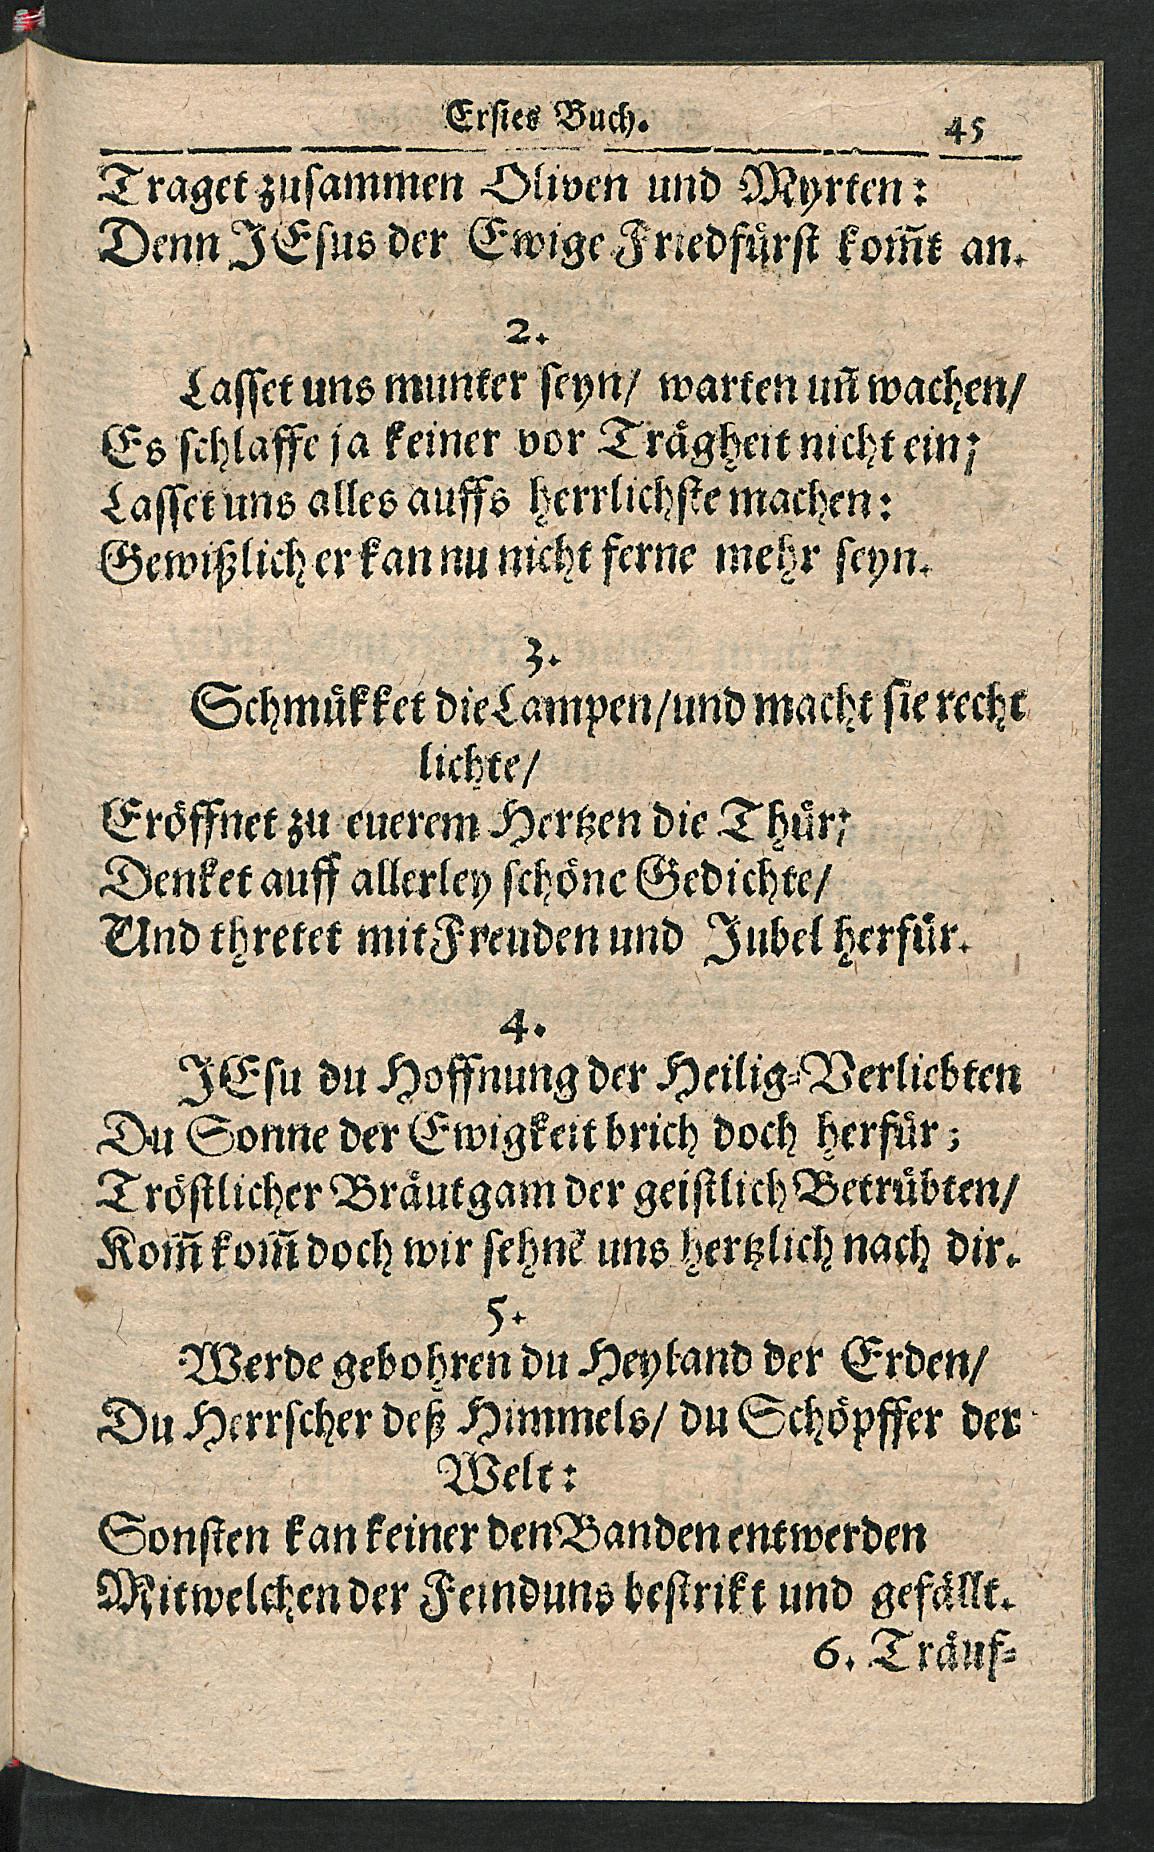 Erstes Buch. 45
Traget zusammen Oliven und Myrten:
Denn JEsus der Ewige Friedfürst kom̃t an.
2.
Lasset uns munter seyn/ warten uñ wachen/
Es schlaffe ja keiner vor Trägheit nicht ein;
Lasset uns alles auffs herrlichste machen:
Gewißlich er kan nu nicht ferne mehr seyn.
3.
Schmükket die Lampen/und macht sie recht
lichte/
Eröffnet zu euerem Hertzen die Thür;
Denket auff allerley schöne Gedichte/
Und thretet mit Freuden und Jubel herfür.
4.
JEsu du Hoffnung der Heilig-Verliebten
Du Sonne der Ewigkeit brich doch herfür;
Tröstlicher Bräutgam der geistlich Betrübten/
Kom̃ kom̃ doch wir sehnẽ uns hertzlich nach dir.
5.
Werde gebohren du Heyland der Erden/
Du Herrscher deß Himmels/ du Schöpffer der
Welt:
Sonsten kan keiner den Banden entwerden
Mit welchen der Feind uns bestrikt und gefällt.
6. Träuf-